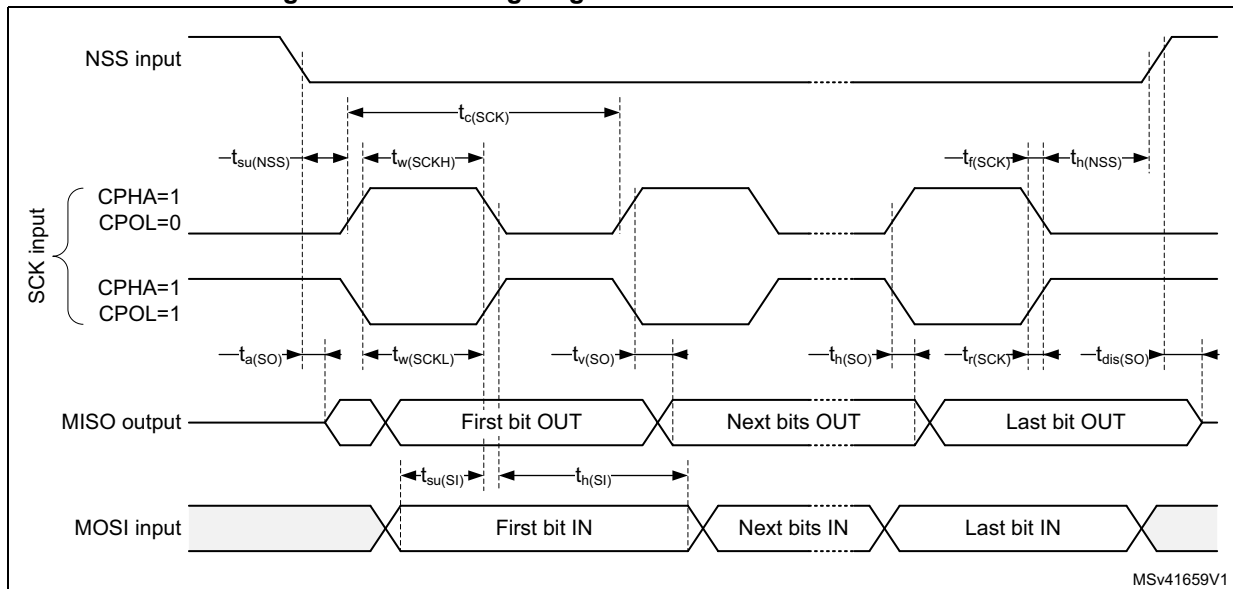 NSS input
tc(SCK)
tsu(NSS) tw(SCKH) tf(SCK) th(NSS)
SCK input
CPHA=1
CPOL=0
CPHA=1
CPOL=1
ta(SO) tw(SCKL) tv(SO) th(SO) tr(SCK) tdis(SO)
MISO output First bit OUT Next bits OUT Last bit OUT
tsu(SI) th(SI)
MOSI input First bit IN Next bits IN Last bit IN
MSv41659V1